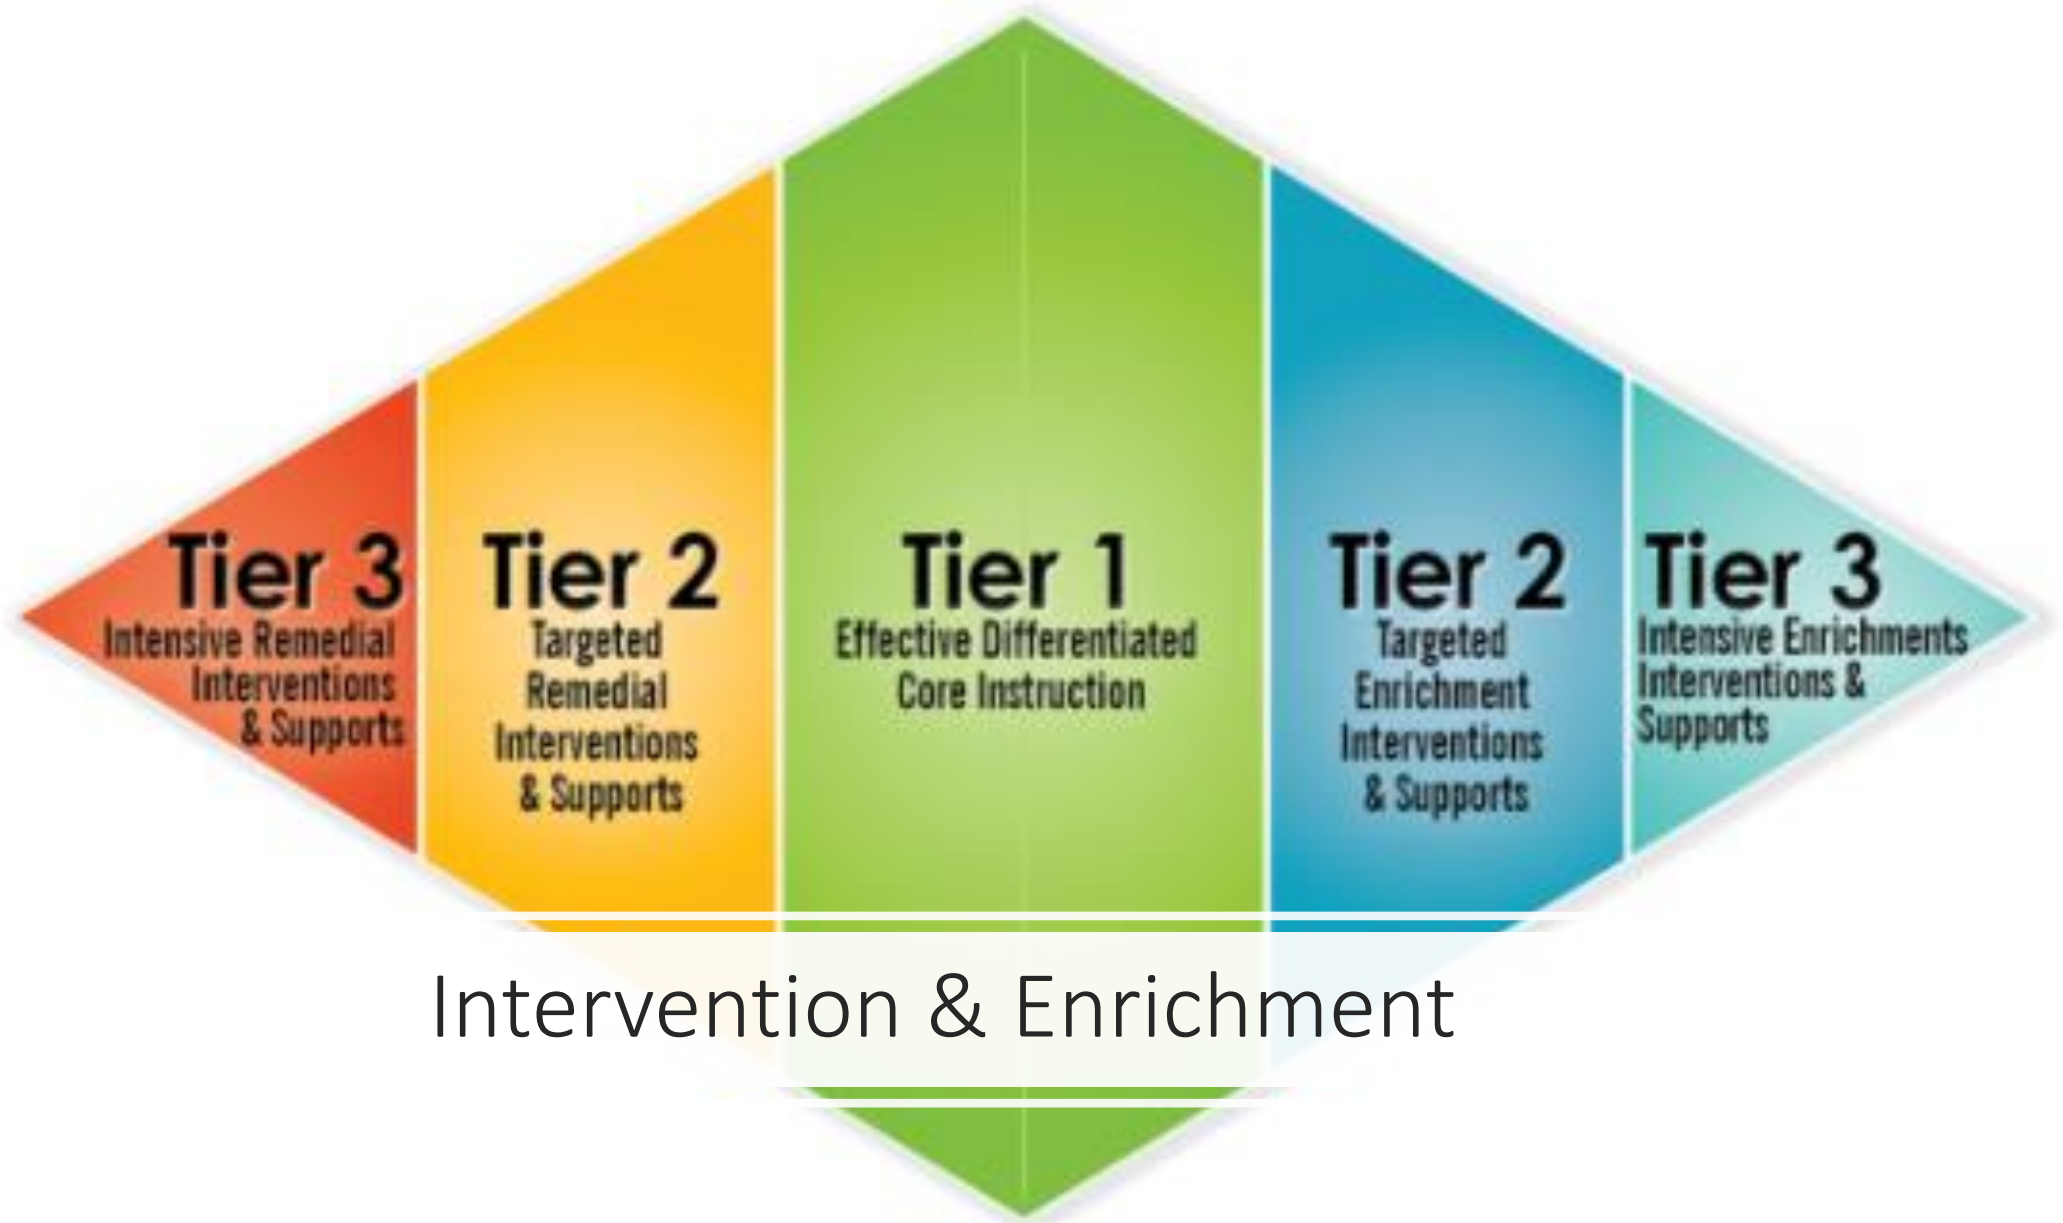 Tier 3
Intensive Remedial
Interventions
& Supports
Tier 2
Targeted
Remedial
Interventions
& Supports
Tier 1
Effective Differentiated
Core Instruction
Tier 2
Targeted
Enrichment
Interventions
& Supports
Tier 3
Intensive Enrichments
Interventions &
Supports
Intervention & Enrichment